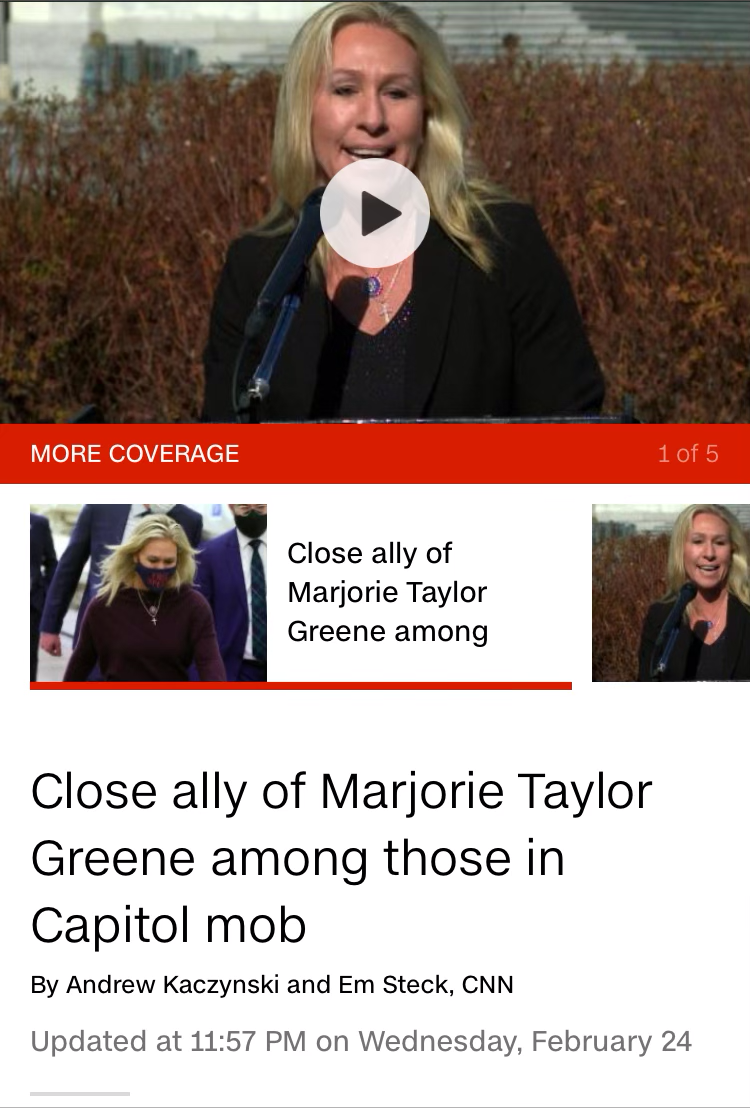 MORE COVERAGE
1 of 5
Close ally of
Marjorie Taylor
Greene among
Close ally of Marjorie Taylor
Greene among those in
Capitol mob
By Andrew Kaczynski and Em Steck, CNN
Updated at 11:57 PM on Wednesday, February 24